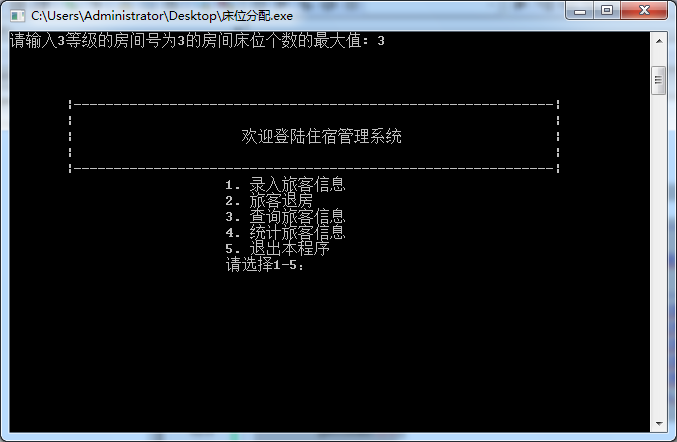 C:\Users\Administrator\Desktop\床位分配.exe
请输入3等级的房间号为3的房间床位个数的最大值：3
欢迎登陆住宿管理系统
1. 录入旅客信息
2. 旅客退房
3. 查询旅客信息
4. 统计旅客信息
5. 退出本程序
请选择1-5：